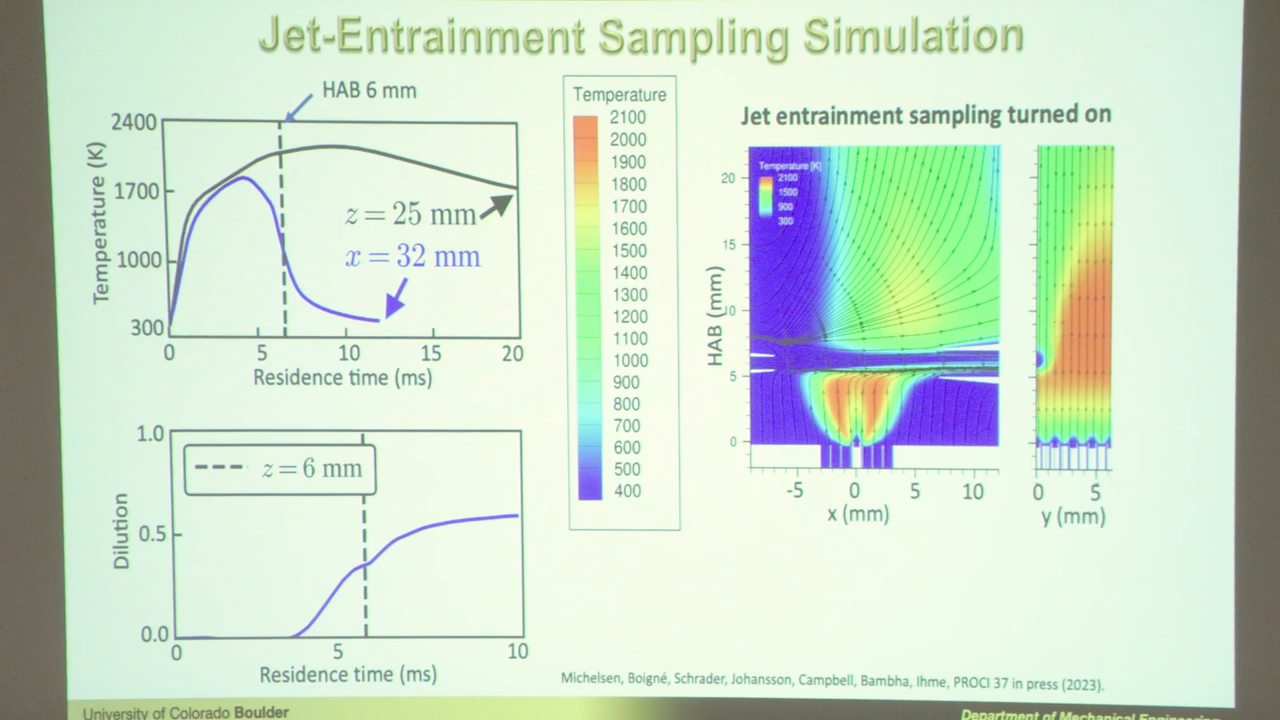 Jet-Entrainment Sampling Simulation
HAB 6 mm
2400
1700
1000
300
Temperature (K)
z = 25 mm
x = 32 mm
0 5 10 15 20
Residence time (ms)
1.0
0.5
0.0
Dilution
z = 6 mm
0 5 10
Residence time (ms)
Temperature
2100
2000
1900
1800
1700
1600
1500
1400
1300
1200
1100
1000
900
800
700
600
500
400
Jet entrainment sampling turned on
Temperature [K]
2100
1500
900
300
20
15
10
5
0
HAB (mm)
-5 0 5 10
x (mm)
0 5
y (mm)
Michelsen, Boigné, Schrader, Johansson, Campbell, Bambha, Ihme, PROCI 37 in press (2023).
University of Colorado Boulder
Department of Mechanical